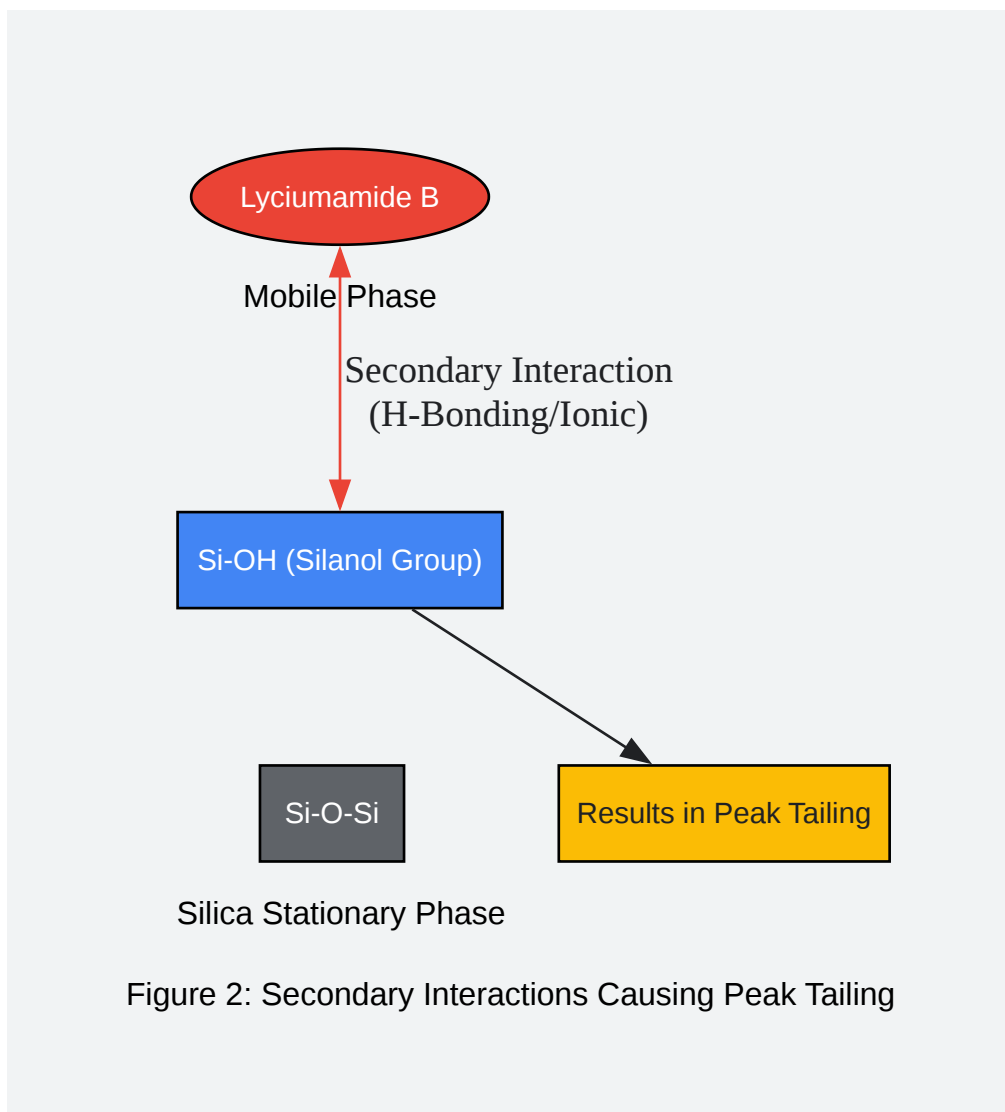 Lyciumamide B
Mobile Phase
Secondary Interaction
(H-Bonding/Ionic)
Si-OH (Silanol Group)
Si-O-Si
Results in Peak Tailing
Silica Stationary Phase
Figure 2: Secondary Interactions Causing Peak Tailing